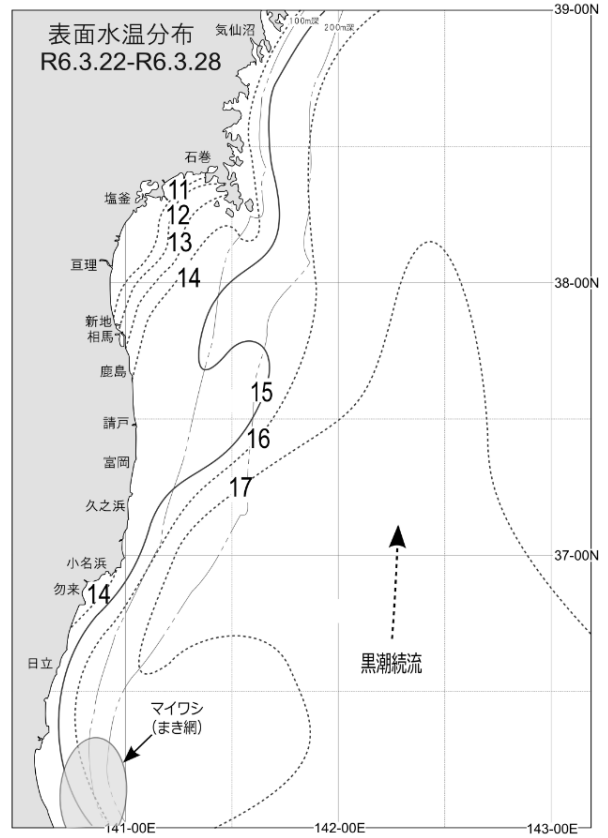 39-00N
表面水温分布
R6.3.22-R6.3.28
気仙沼
100m深
200m深
石巻
塩釜
11
12
13
14
亘理
38-00N
新地
相馬
鹿島
15
請戸
16
富岡
17
久之浜
37-00N
小名浜
勿来
14
日立
黒潮続流
マイワシ
(まき網)
141-00E
142-00E
143-00E